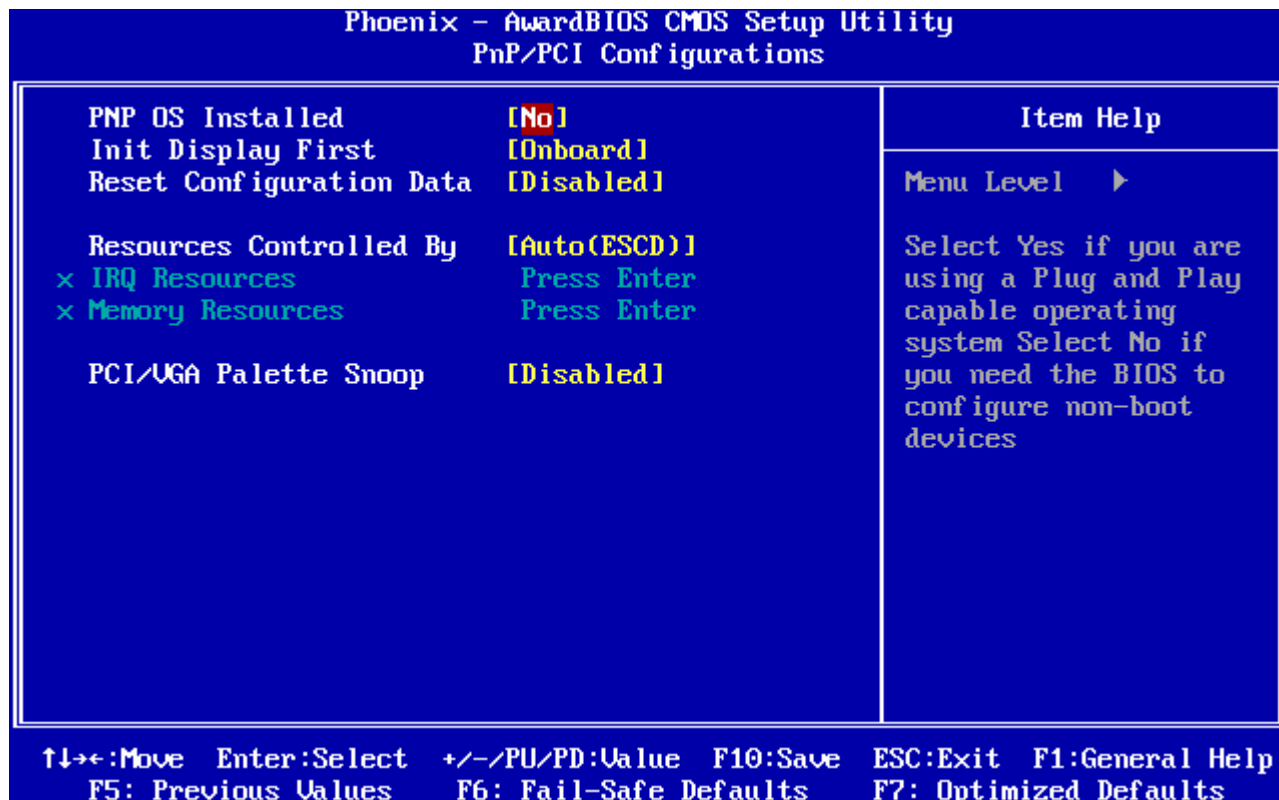 Phoenix - AwardBIOS CMOS Setup Utility
PnP/PCI Configurations
PNP OS Installed [No]
Init Display First [Onboard]
Reset Configuration Data [Disabled]
Resources Controlled By [Auto(ESCD)]
x IRQ Resources Press Enter
x Memory Resources Press Enter
PCI/VGA Palette Snoop [Disabled]
Item Help
Menu Level ▶
Select Yes if you are
using a Plug and Play
capable operating
system Select No if
you need the BIOS to
configure non-boot
devices
↑↓→←:Move Enter:Select +/-/PU/PD:Value F10:Save ESC:Exit F1:General Help
F5: Previous Values F6: Fail-Safe Defaults F7: Optimized Defaults